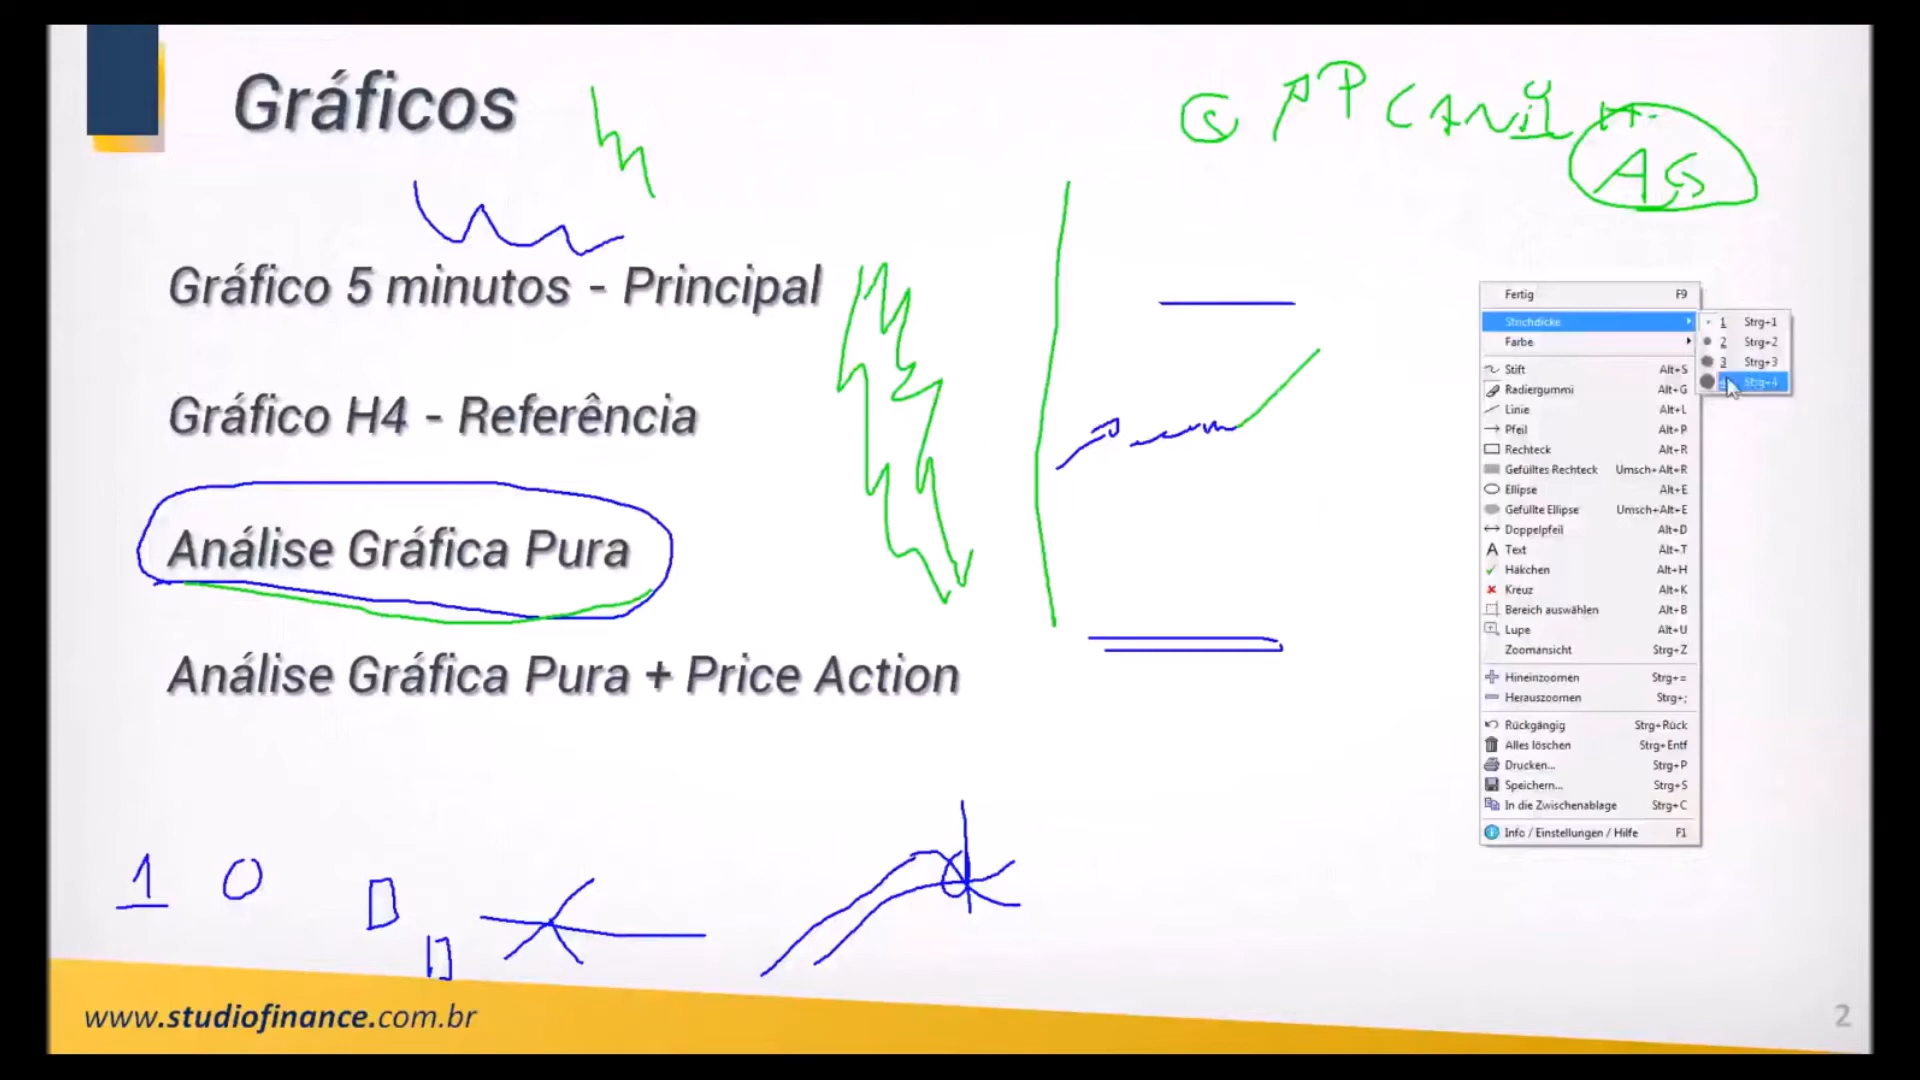 Gráficos
AG
Gráfico 5 minutos - Principal
Gráfico H4 - Referência
Análise Gráfica Pura
Análise Gráfica Pura + Price Action
Fertig F9
Strichdicke
Farbe
Stift Alt+S
Radiergummi Alt+G
Linie Alt+L
Pfeil Alt+P
Rechteck Alt+R
Gefülltes Rechteck Umsch+Alt+R
Ellipse Alt+E
Gefüllte Ellipse Umsch+Alt+E
Doppelpfeil Alt+D
Text Alt+T
Häkchen Alt+H
Kreuz Alt+K
Bereich auswählen Alt+B
Lupe Alt+U
Zoomansicht Strg+Z
Hineinzoomen Strg+=
Herauszoomen Strg+;
Rückgängig Strg+Rück
Alles löschen Strg+Entf
Drucken... Strg+P
Speichern... Strg+S
In die Zwischenablage Strg+C
Info / Einstellungen / Hilfe F1
1 Strg+1
2 Strg+2
3 Strg+3
Strg+4
1 0
www.studiofinance.com.br
2